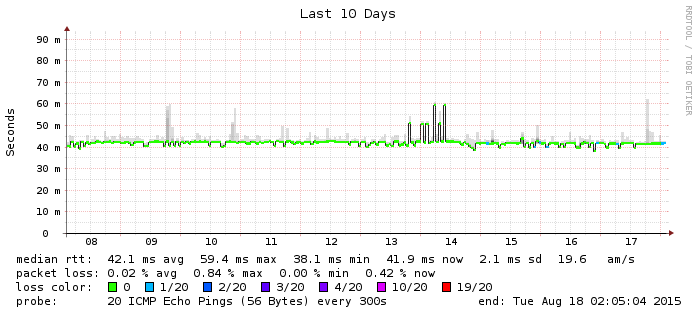 Last 10 Days
RRDTOOL / TOBI OETIKER
Seconds
90 m
80 m
70 m
60 m
50 m
40 m
30 m
20 m
10 m
0
08 09 10 11 12 13 14 15 16 17
median rtt: 42.1 ms avg 59.4 ms max 38.1 ms min 41.9 ms now 2.1 ms sd 19.6 am/s
packet loss: 0.02 % avg 0.84 % max 0.00 % min 0.42 % now
loss color: 0 1/20 2/20 3/20 4/20 10/20 19/20
probe: 20 ICMP Echo Pings (56 Bytes) every 300s end: Tue Aug 18 02:05:04 2015